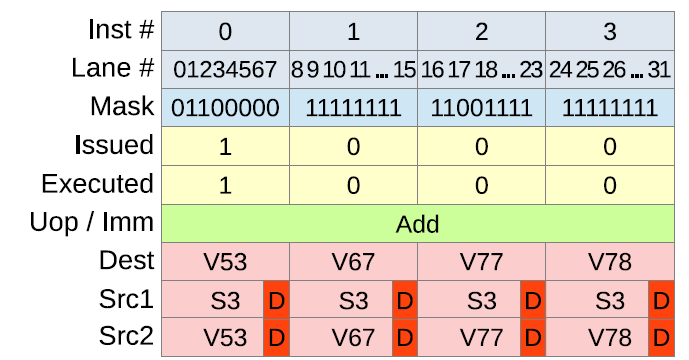 Inst # 0 1 2 3
Lane # 01234567 8 9 10 11 ... 15 16 17 18 ... 23 24 25 26 ... 31
Mask 01100000 11111111 11001111 11111111
Issued 1 0 0 0
Executed 1 0 0 0
Uop / Imm Add
Dest V53 V67 V77 V78
Src1 S3 D S3 D S3 D S3 D
Src2 V53 D V67 D V77 D V78 D